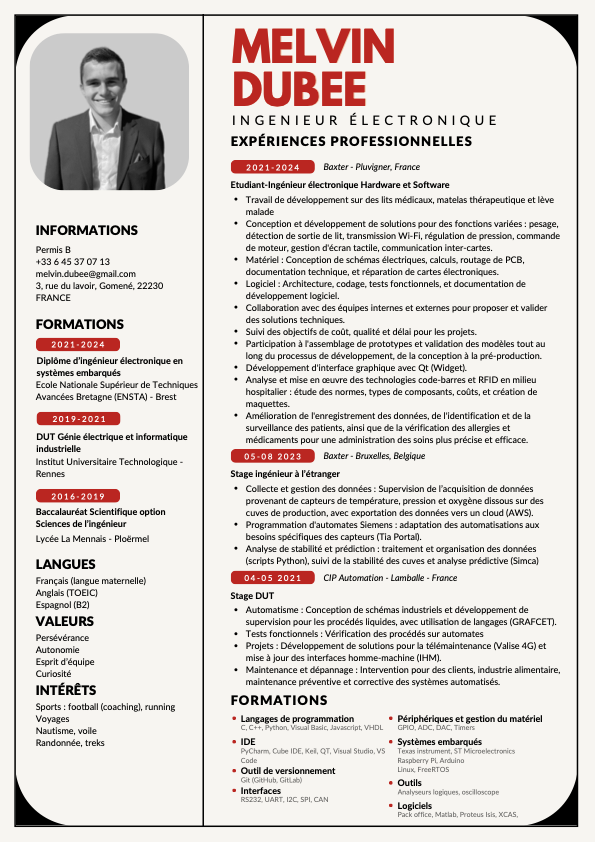 MELVIN
DUBEE
INGENIEUR ÉLECTRONIQUE
INFORMATIONS
Permis B
+33 6 45 37 07 13
melvin.dubee@gmail.com
3, rue du lavoir, Gomené, 22230
FRANCE
FORMATIONS
2021-2024
Diplôme d'ingénieur électronique en
systèmes embarqués
Ecole Nationale Supérieur de Techniques
Avancées Bretagne (ENSTA) - Brest
2019-2021
DUT Génie électrique et informatique
industrielle
Institut Universitaire Technologique -
Rennes
2016-2019
Baccalauréat Scientifique option
Sciences de l'ingénieur
Lycée La Mennais - Ploërmel
LANGUES
Français (langue maternelle)
Anglais (TOEIC)
Espagnol (B2)
VALEURS
Persévérance
Autonomie
Esprit d'équipe
Curiosité
INTÉRÊTS
Sports : football (coaching), running
Voyages
Nautisme, voile
Randonnée, treks
EXPÉRIENCES PROFESSIONNELLES
2021-2024 Baxter - Pluvigner, France
Etudiant-Ingénieur électronique Hardware et Software
• Travail de développement sur des lits médicaux, matelas thérapeutique et lève
malade
• Conception et développement de solutions pour des fonctions variées : pesage,
détection de sortie de lit, transmission Wi-Fi, régulation de pression, commande
de moteur, gestion d'écran tactile, communication inter-cartes.
• Matériel : Conception de schémas électriques, calculs, routage de PCB,
documentation technique, et réparation de cartes électroniques.
• Logiciel : Architecture, codage, tests fonctionnels, et documentation de
développement logiciel.
• Collaboration avec des équipes internes et externes pour proposer et valider
des solutions techniques.
• Suivi des objectifs de coût, qualité et délai pour les projets.
• Participation à l'assemblage de prototypes et validation des modèles tout au
long du processus de développement, de la conception à la pré-production.
• Développement d'interface graphique avec Qt (Widget).
• Analyse et mise en œuvre des technologies code-barres et RFID en milieu
hospitalier : étude des normes, types de composants, coûts, et création de
maquettes.
• Amélioration de l'enregistrement des données, de l'identification et de la
surveillance des patients, ainsi que de la vérification des allergies et
médicaments pour une administration des soins plus précise et efficace.
05-08 2023 Baxter - Bruxelles, Belgique
Stage ingénieur à l'étranger
• Collecte et gestion des données : Supervision de l'acquisition de données
provenant de capteurs de température, pression et oxygène dissous sur des
cuves de production, avec exportation des données vers un cloud (AWS).
• Programmation d'automates Siemens : adaptation des automatisations aux
besoins spécifiques des capteurs (Tia Portal).
• Analyse de stabilité et prédiction : traitement et organisation des données
(scripts Python), suivi de la stabilité des cuves et analyse prédictive (Simca)
04-05 2021 CIP Automation - Lamballe - France
Stage DUT
• Automatisme : Conception de schémas industriels et développement de
supervision pour les procédés liquides, avec utilisation de langages (GRAFCET).
• Tests fonctionnels : Vérification des procédés sur automates
• Projets : Développement de solutions pour la télémaintenance (Valise 4G) et
mise à jour des interfaces homme-machine (IHM).
• Maintenance et dépannage : Intervention pour des clients, industrie alimentaire,
maintenance préventive et corrective des systèmes automatisés.
FORMATIONS
• Langages de programmation
C, C++, Python, Visual Basic, Javascript, VHDL
• IDE
PyCharm, Cube IDE, Keil, QT, Visual Studio, VS
Code
• Outil de versionnement
Git (GitHub, GitLab)
• Interfaces
RS232, UART, I2C, SPI, CAN
• Périphériques et gestion du matériel
GPIO, ADC, DAC, Timers
• Systèmes embarqués
Texas instrument, ST Microelectronics
Raspberry Pi, Arduino
Linux, FreeRTOS
• Outils
Analyseurs logiques, oscilloscope
• Logiciels
Pack office, Matlab, Proteus Isis, XCAS,